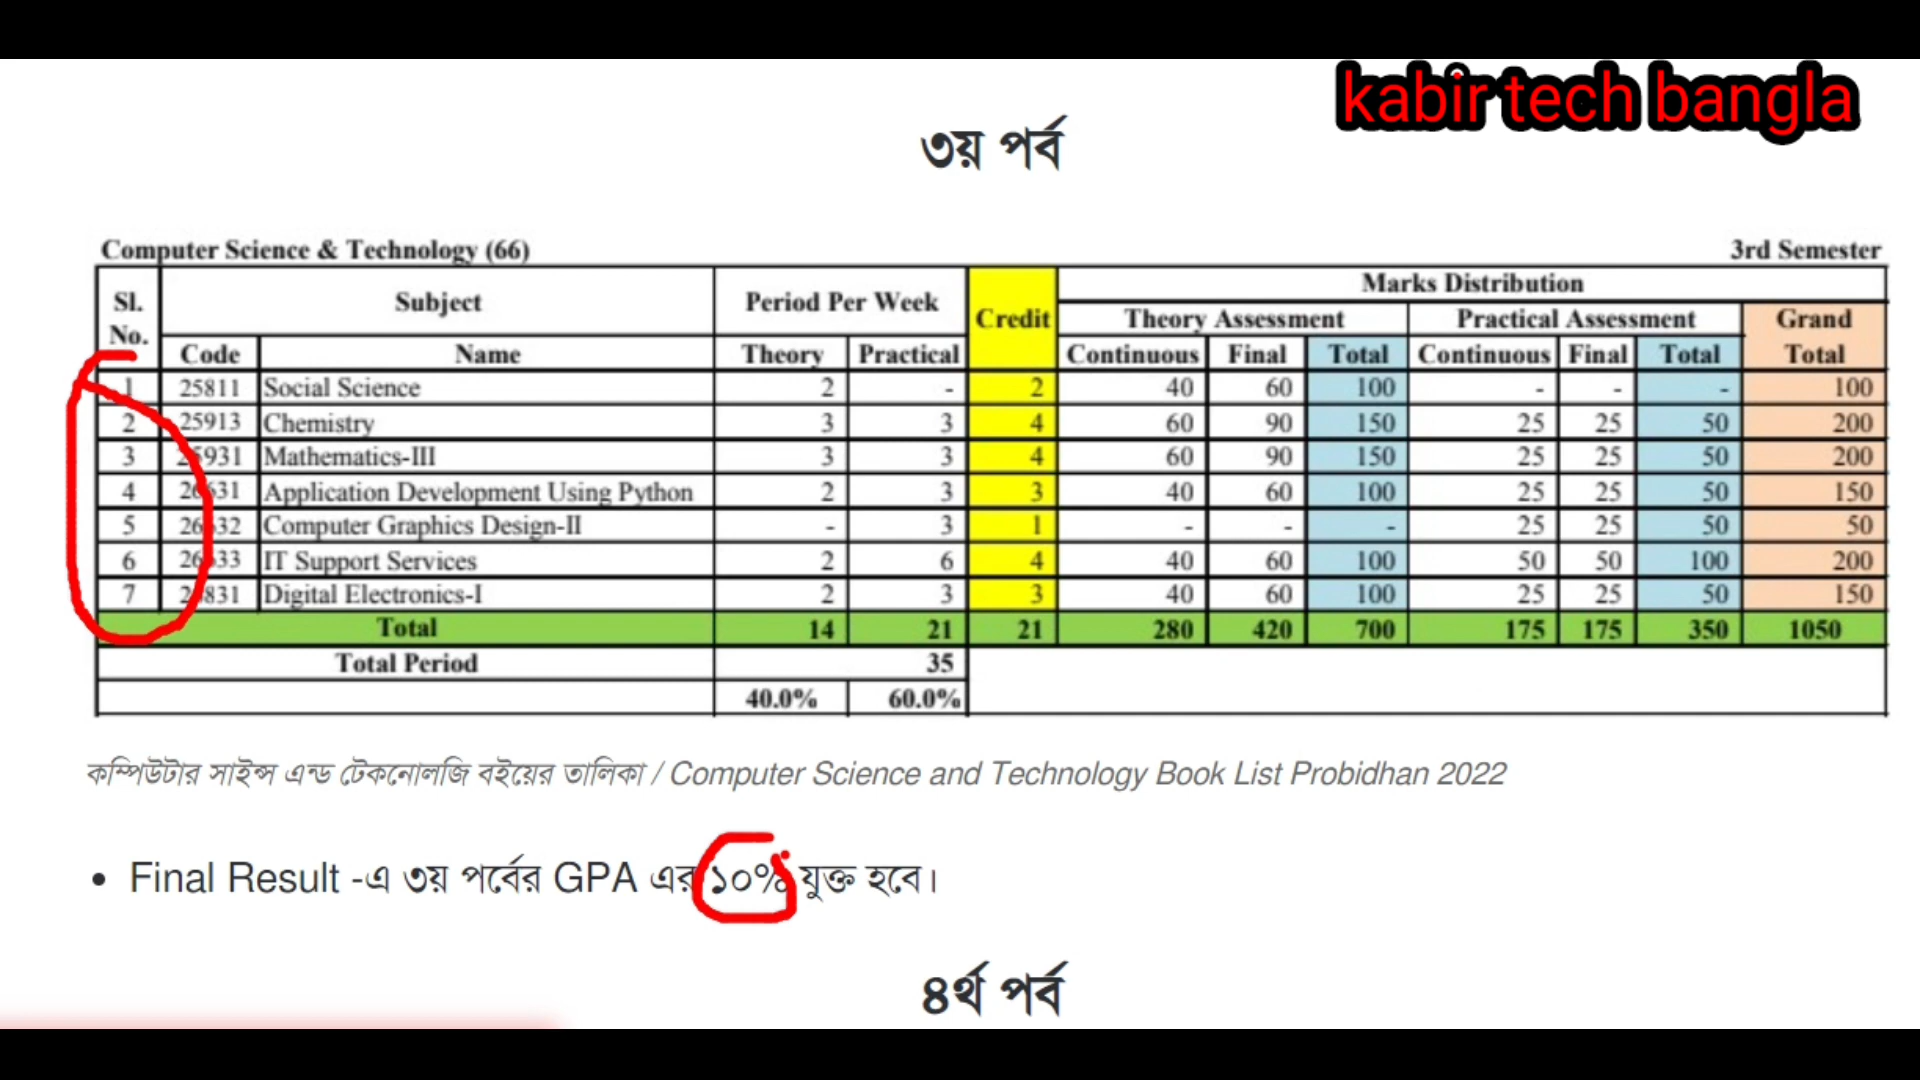 kabir tech bangla
৩য় পর্ব
Computer Science & Technology (66) 3rd Semester
Sl. No. Subject Period Per Week Credit Marks Distribution
Theory Assessment Practical Assessment Grand Total
Code Name Theory Practical Continuous Final Total Continuous Final Total
1 25811 Social Science 2 - 2 40 60 100 - - - 100
2 25913 Chemistry 3 3 4 60 90 150 25 25 50 200
3 25931 Mathematics-III 3 3 4 60 90 150 25 25 50 200
4 26631 Application Development Using Python 2 3 3 40 60 100 25 25 50 150
5 26632 Computer Graphics Design-II - 3 1 - - - 25 25 50 50
6 26633 IT Support Services 2 6 4 40 60 100 50 50 100 200
7 26831 Digital Electronics-I 2 3 3 40 60 100 25 25 50 150
Total 14 21 21 280 420 700 175 175 350 1050
Total Period 35
40.0% 60.0%
কম্পিউটার সাইন্স এন্ড টেকনোলজি বইয়ের তালিকা / Computer Science and Technology Book List Probidhan 2022
• Final Result -এ ৩য় পর্বের GPA এর ১০% যুক্ত হবে।
৪র্থ পর্ব